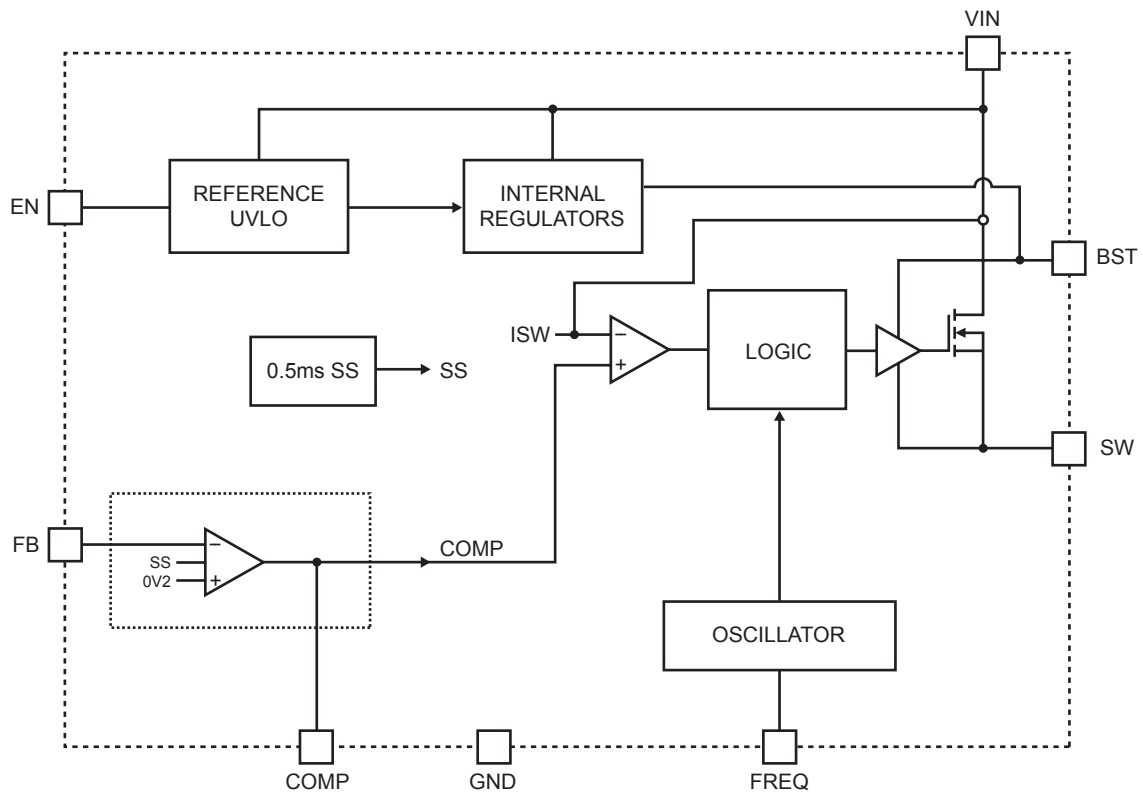 VIN
EN
REFERENCE
UVLO
INTERNAL
REGULATORS
BST
ISW
−
+
LOGIC
0.5ms SS
SS
SW
FB
−
SS
0V2
+
COMP
OSCILLATOR
COMP
GND
FREQ